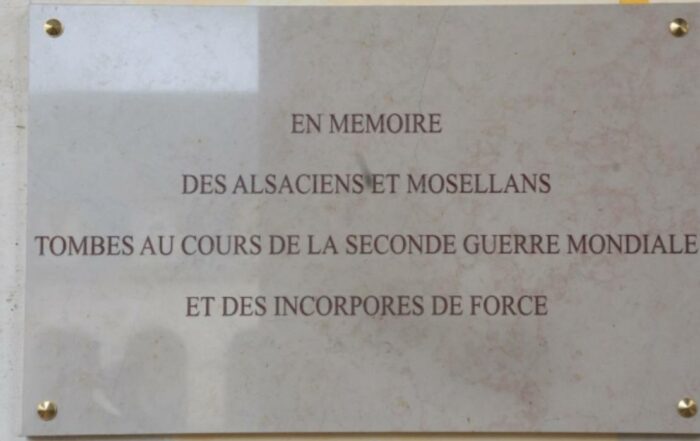 EN MEMOIRE
DES ALSACIENS ET MOSELLANS
TOMBES AU COURS DE LA SECONDE GUERRE MONDIALE
ET DES INCORPORES DE FORCE